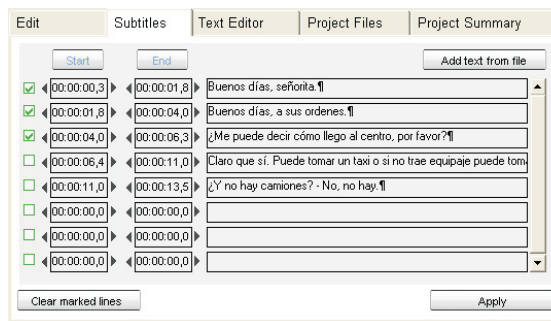 Edit Subtitles Text Editor Project Files Project Summary
Start End Add text from file
00:00:00,3 00:00:01,8 Buenos días, señorita.¶
00:00:01,8 00:00:04,0 Buenos días, a sus ordenes.¶
00:00:04,0 00:00:06,3 ¿Me puede decir cómo llego al centro, por favor?¶
00:00:06,4 00:00:11,0 Claro que sí. Puede tomar un taxi o si no trae equipaje puede tom
00:00:11,0 00:00:13,5 ¿Y no hay camiones? - No, no hay.¶
00:00:00,0 00:00:00,0
00:00:00,0 00:00:00,0
00:00:00,0 00:00:00,0
Clear marked lines Apply